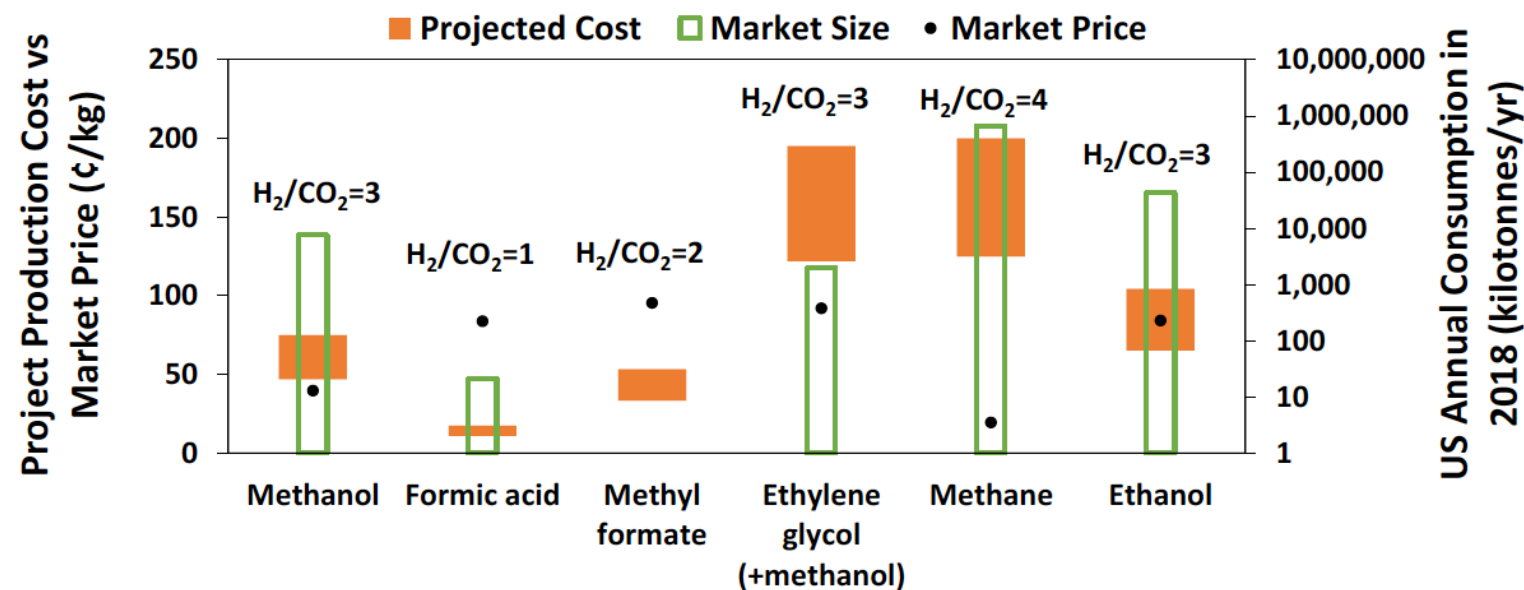 Projected Cost Market Size Market Price
Project Production Cost vs
Market Price (¢/kg)
250
200
150
100
50
0
H₂/CO₂=3
H₂/CO₂=1
H₂/CO₂=2
H₂/CO₂=3
H₂/CO₂=4
H₂/CO₂=3
10,000,000
1,000,000
100,000
10,000
1,000
100
10
1
US Annual Consumption in
2018 (kilotonnes/yr)
Methanol
Formic acid
Methyl
formate
Ethylene
glycol
(+methanol)
Methane
Ethanol